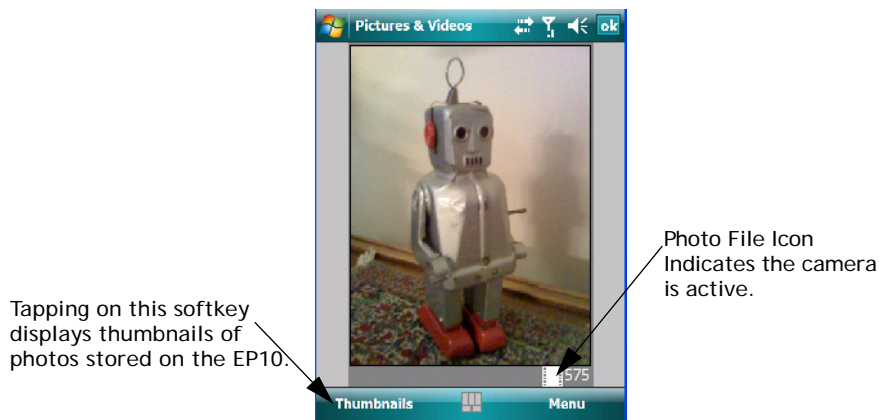 Pictures & Videos
ok
Photo File Icon
Indicates the camera
is active.
Tapping on this softkey
displays thumbnails of
photos stored on the EP10.
575
Thumbnails
Menu